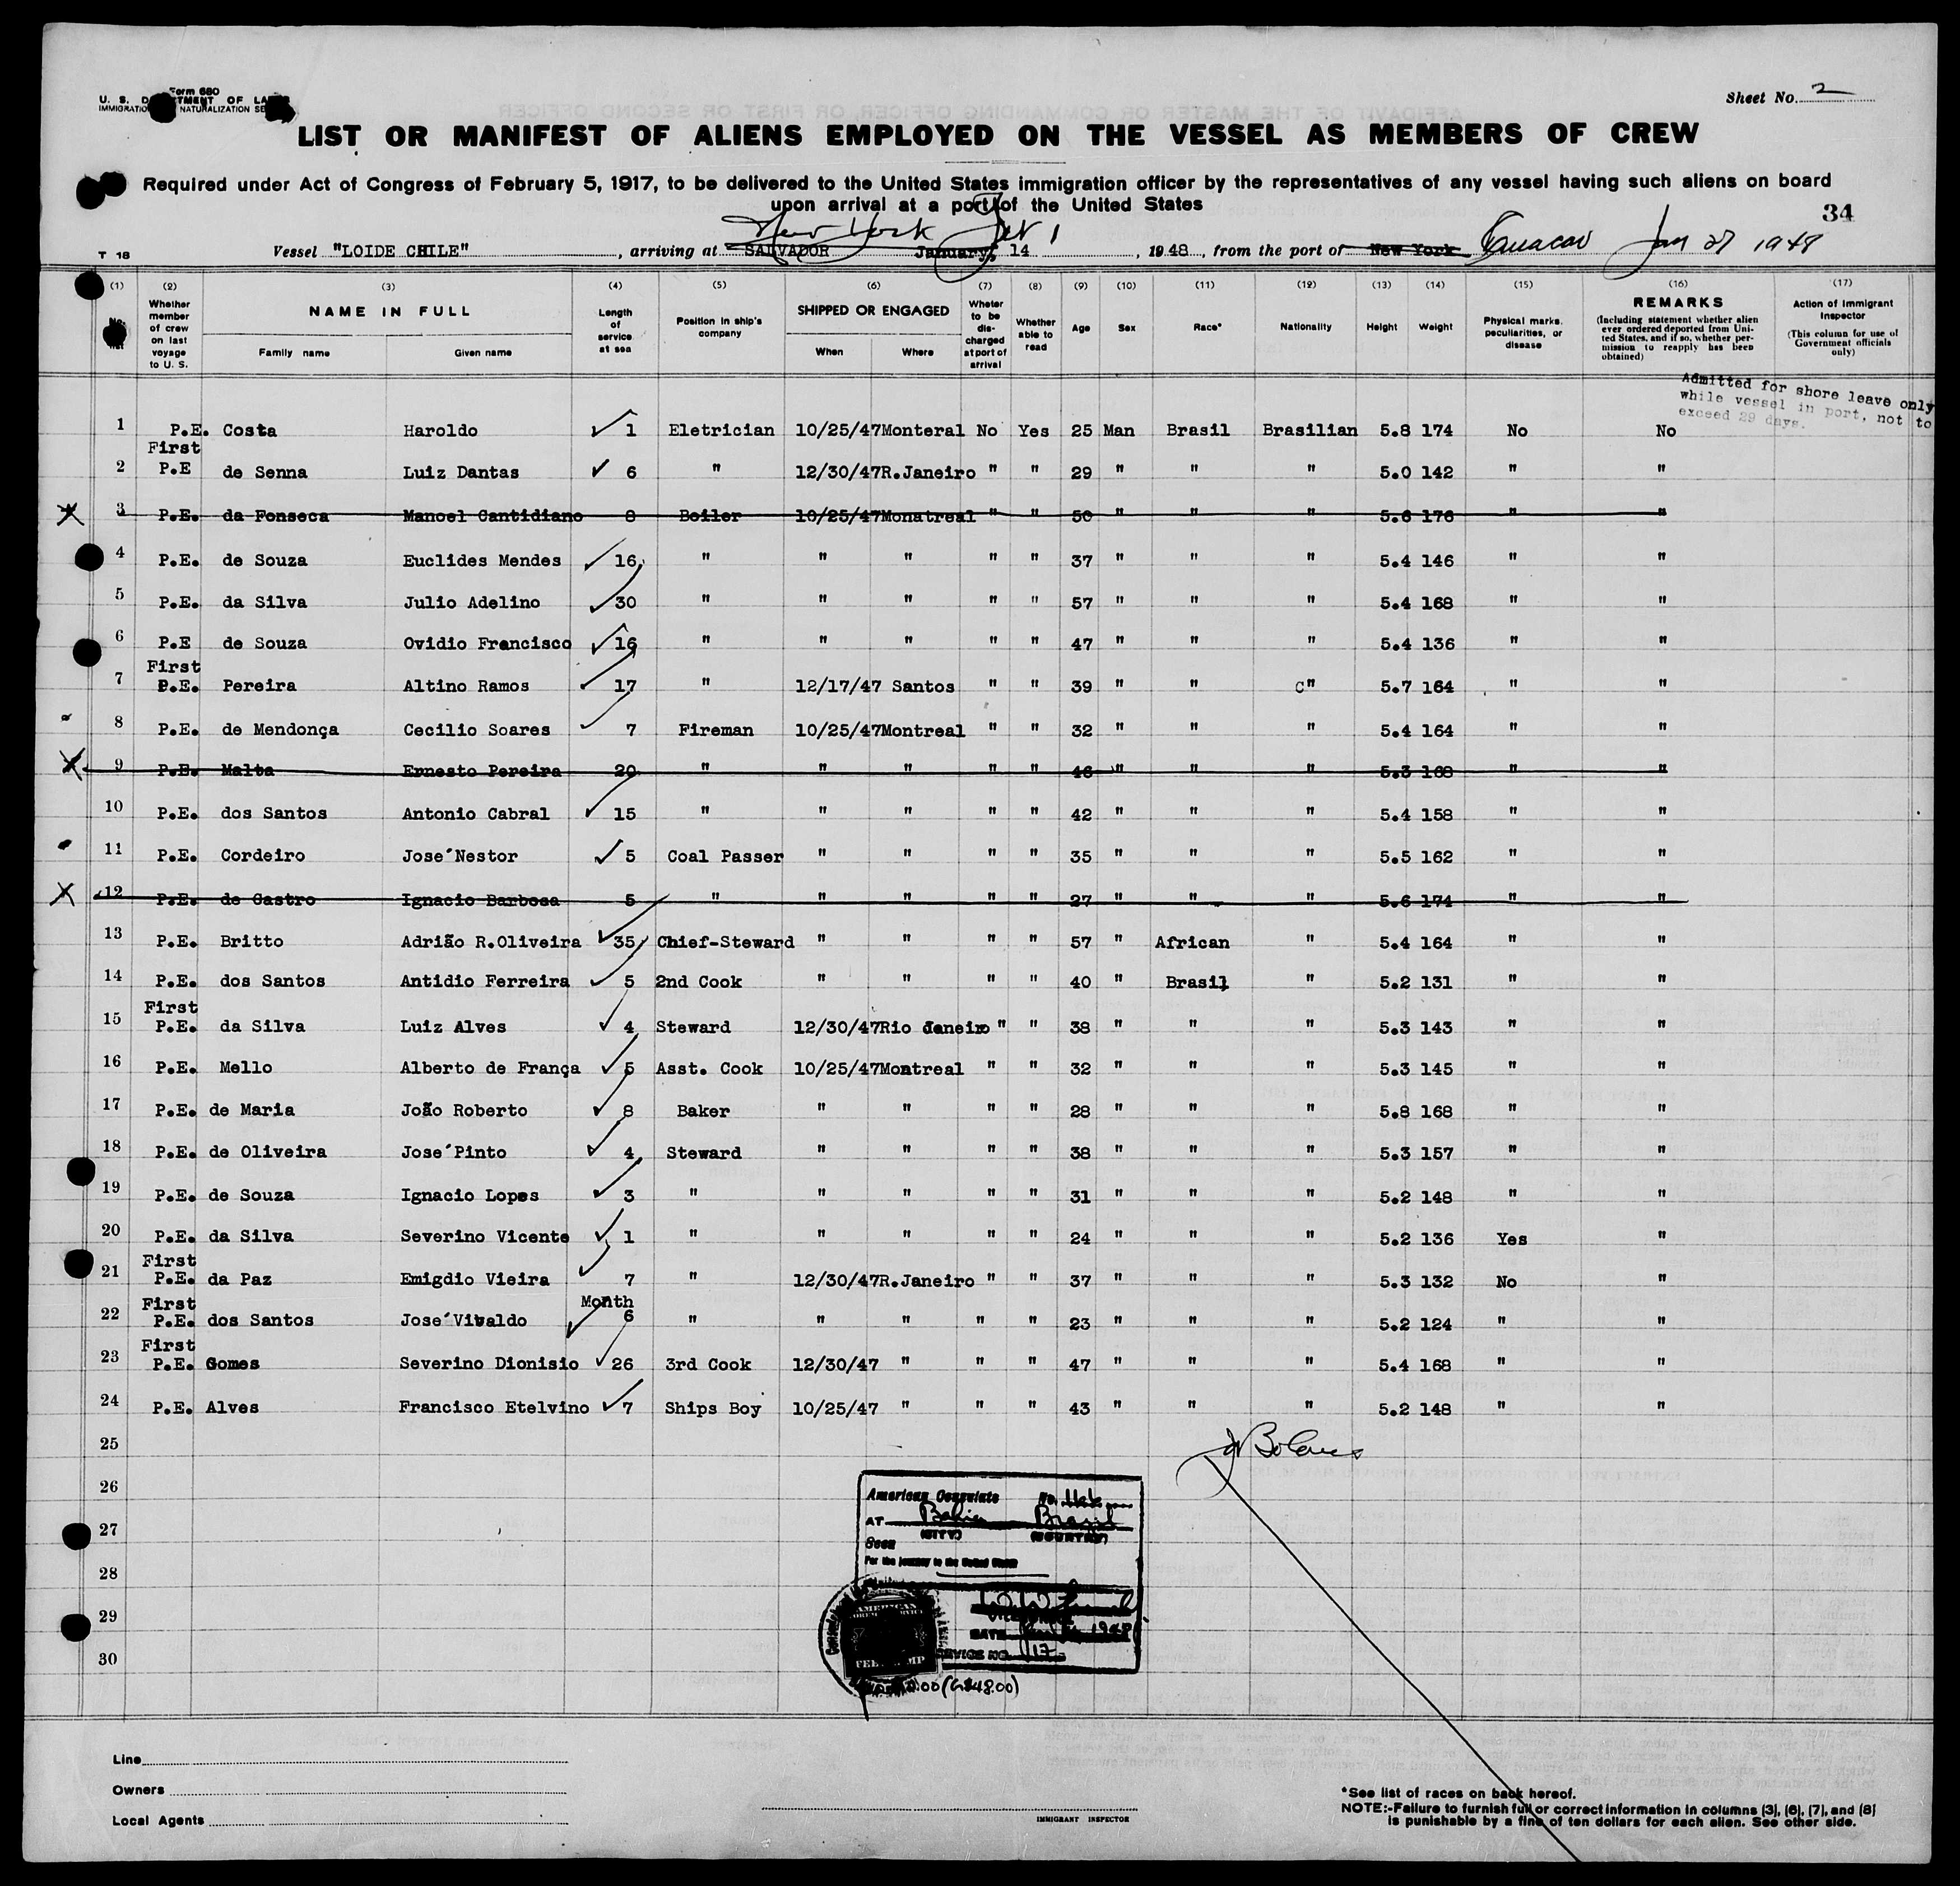 Form 680
U. S. DEPARTMENT OF LABOR
IMMIGRATION NATURALIZATION SE
Sheet No. 2
LIST OR MANIFEST OF ALIENS EMPLOYED ON THE VESSEL AS MEMBERS OF CREW
Required under Act of Congress of February 5, 1917, to be delivered to the United States immigration officer by the representatives of any vessel having such aliens on board
upon arrival at a port of the United States
34
New York
T 18 Vessel "LOIDE CHILE", arriving at SALVADOR January, 14, 1948, from the port of New York Jan 27 1948
(1) (2) (3) (4) (5) (6) (7) (8) (9) (10) (11) (12) (13) (14) (15) (16) (17)
Whether member of crew on last voyage to U. S.
NAME IN FULL
Family name Given name
Length of service at sea
Position in ship's company
SHIPPED OR ENGAGED
When Where
Wheter to be discharged at port of arrival
Whether able to read
Age Sex Race* Nationality Height Weight
Physical marks, peculiarities, or disease
REMARKS
(Including statement whether alien ever ordered deported from United States, and if so, whether permission to reapply has been obtained)
Action of Immigrant Inspector
(This column for use of Government officials only)
Admitted for shore leave only
while vessel in port, not to
exceed 29 days.
1 P.E. Costa Haroldo 1 Eletrician 10/25/47 Monteral No Yes 25 Man Brasil Brasilian 5.8 174 No No
First
2 P.E de Senna Luiz Dantas 6 " 12/30/47 R.Janeiro " " 29 " " " 5.0 142 " "
3 P.E. da Fonseca Manoel Cantidiano 8 Boiler 10/25/47 Monatreal " " 50 " " " 5.6 176 " "
4 P.E. de Souza Euclides Mendes 16 " " " " " 37 " " " 5.4 146 " "
5 P.E. da Silva Julio Adelino 30 " " " " " 57 " " " 5.4 168 " "
6 P.E de Souza Ovidio Francisco 16 " " " " " 47 " " " 5.4 136 " "
First
7 P.E. Pereira Altino Ramos 17 " 12/17/47 Santos " " 39 " " C" 5.7 164 " "
8 P.E. de Mendonça Cecilio Soares 7 Fireman 10/25/47 Montreal " " 32 " " " 5.4 164 " "
9 P.E. Malta Ernesto Pereira 20 " " " " " 46 " " " 5.3 168 " "
10 P.E. dos Santos Antonio Cabral 15 " " " " " 42 " " " 5.4 158 " "
11 P.E. Cordeiro Jose´Nestor 5 Coal Passer " " " " 35 " " " 5.5 162 " "
12 P.E. de Castro Ignacio Barbosa 5 " " " " " 27 " " " 5.6 174 " "
13 P.E. Britto Adrião R.Oliveira 35 Chief-Steward " " " " 57 " African " 5.4 164 " "
14 P.E. dos Santos Antidio Ferreira 5 2nd Cook " " " " 40 " Brasil " 5.2 131 " "
First
15 P.E. da Silva Luiz Alves 4 Steward 12/30/47 Rio Janeiro " " 38 " " " 5.3 143 " "
16 P.E. Mello Alberto de França 5 Asst. Cook 10/25/47 Montreal " " 32 " " " 5.3 145 " "
17 P.E. de Maria João Roberto 8 Baker " " " " 28 " " " 5.8 168 " "
18 P.E. de Oliveira Jose´Pinto 4 Steward " " " " 38 " " " 5.3 157 " "
19 P.E. de Souza Ignacio Lopes 3 " " " " " 31 " " " 5.2 148 " "
20 P.E. da Silva Severino Vicente 1 " " " " " 24 " " " 5.2 136 Yes "
First
21 P.E. da Paz Emigdio Vieira 7 " 12/30/47 R.Janeiro " " 37 " " " 5.3 132 No "
First Month
22 P.E. dos Santos Jose´Vivaldo 6 " " " " " 23 " " " 5.2 124 " "
First
23 P.E. Gomes Severino Dionisio 26 3rd Cook 12/30/47 " " " 47 " " " 5.4 168 " "
24 P.E. Alves Francisco Etelvino 7 Ships Boy 10/25/47 " " " 43 " " " 5.2 148 " "
25
26
27
28
29
30
American Consulate No.
AT Bahia Brazil
(CITY) (COUNTRY)
Seen
For the journey to the United States
DATE 1948
SERVICE NO. 117
AMERICAN
FEE STAMP
Line
Owners
Local Agents
IMMIGRANT INSPECTOR
*See list of races on back hereof.
NOTE:-Failure to furnish full or correct information in columns (3), (6), (7), and (8)
is punishable by a fine of ten dollars for each alien. See other side.